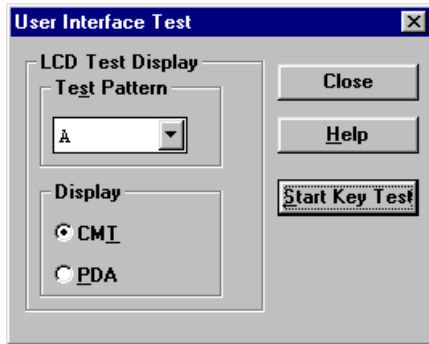 User Interface Test
LCD Test Display
Test Pattern
A
Display
CMT
PDA
Close
Help
Start Key Test